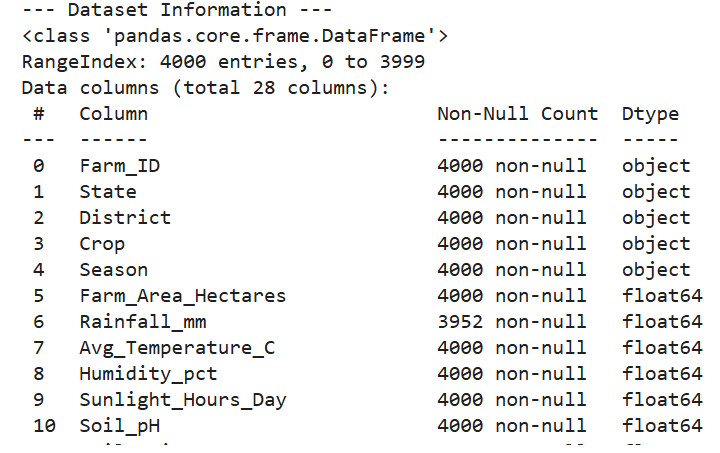 --- Dataset Information ---
<class 'pandas.core.frame.DataFrame'>
RangeIndex: 4000 entries, 0 to 3999
Data columns (total 28 columns):
 #   Column                       Non-Null Count  Dtype
---  ------                       --------------  -----
 0   Farm_ID                      4000 non-null   object
 1   State                        4000 non-null   object
 2   District                     4000 non-null   object
 3   Crop                         4000 non-null   object
 4   Season                       4000 non-null   object
 5   Farm_Area_Hectares           4000 non-null   float64
 6   Rainfall_mm                  3952 non-null   float64
 7   Avg_Temperature_C            4000 non-null   float64
 8   Humidity_pct                 4000 non-null   float64
 9   Sunlight_Hours_Day           4000 non-null   float64
 10  Soil_pH                      4000 non-null   float64